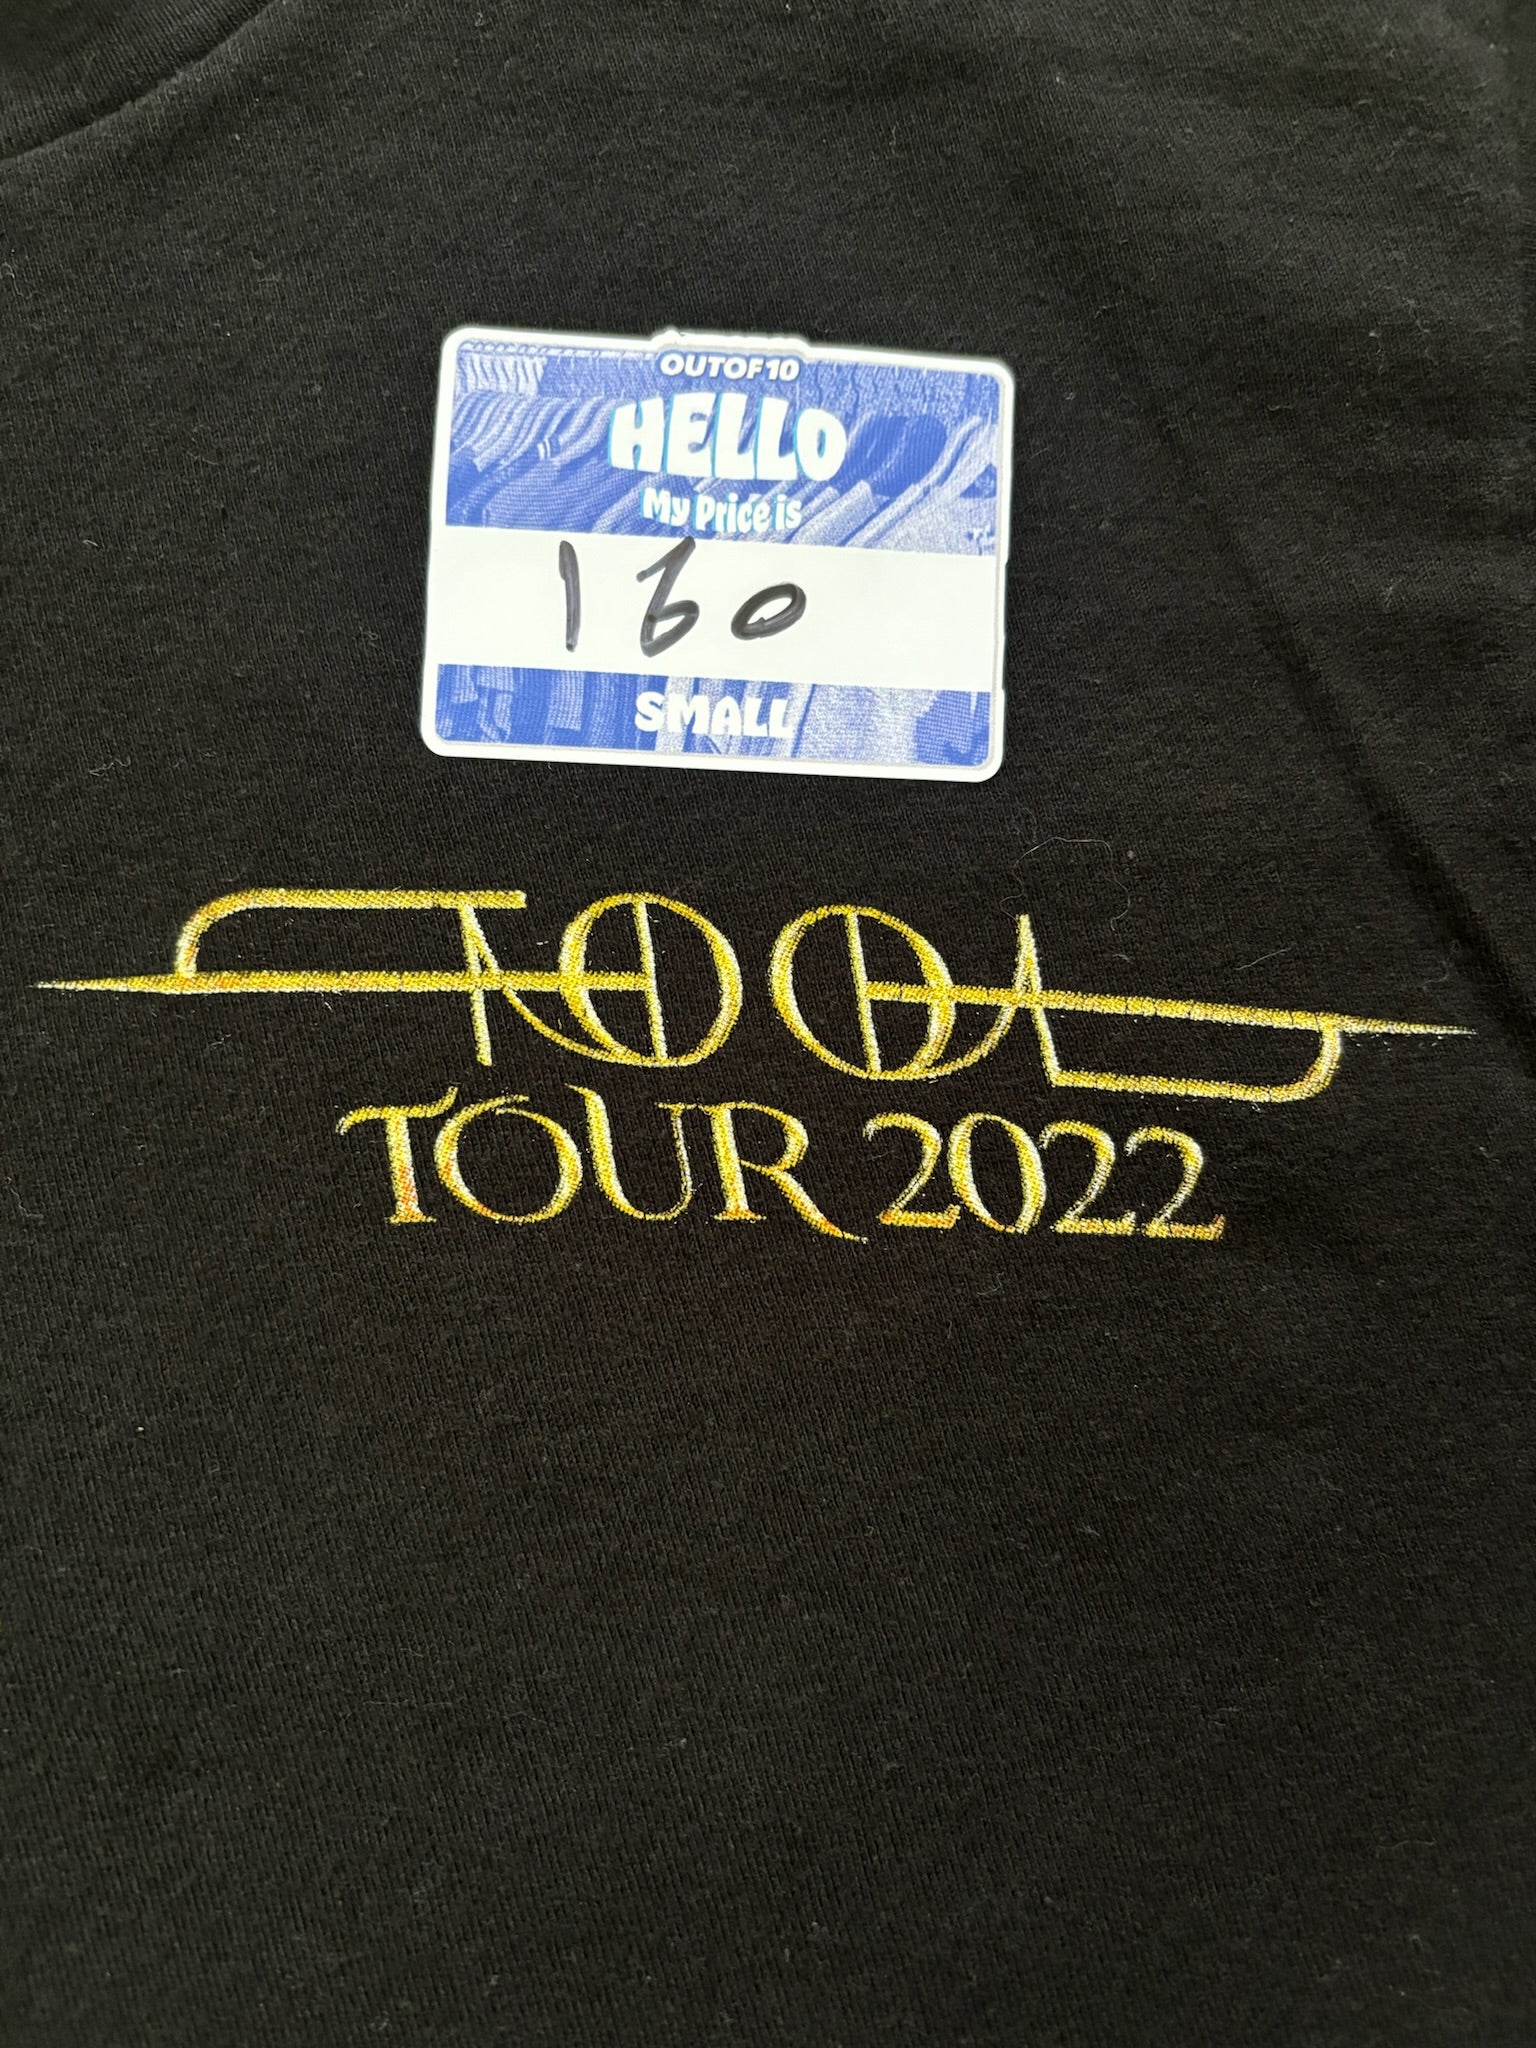 OUTOF10
HELLO
My Price is
160
SMALL
TOOL
TOUR 2022